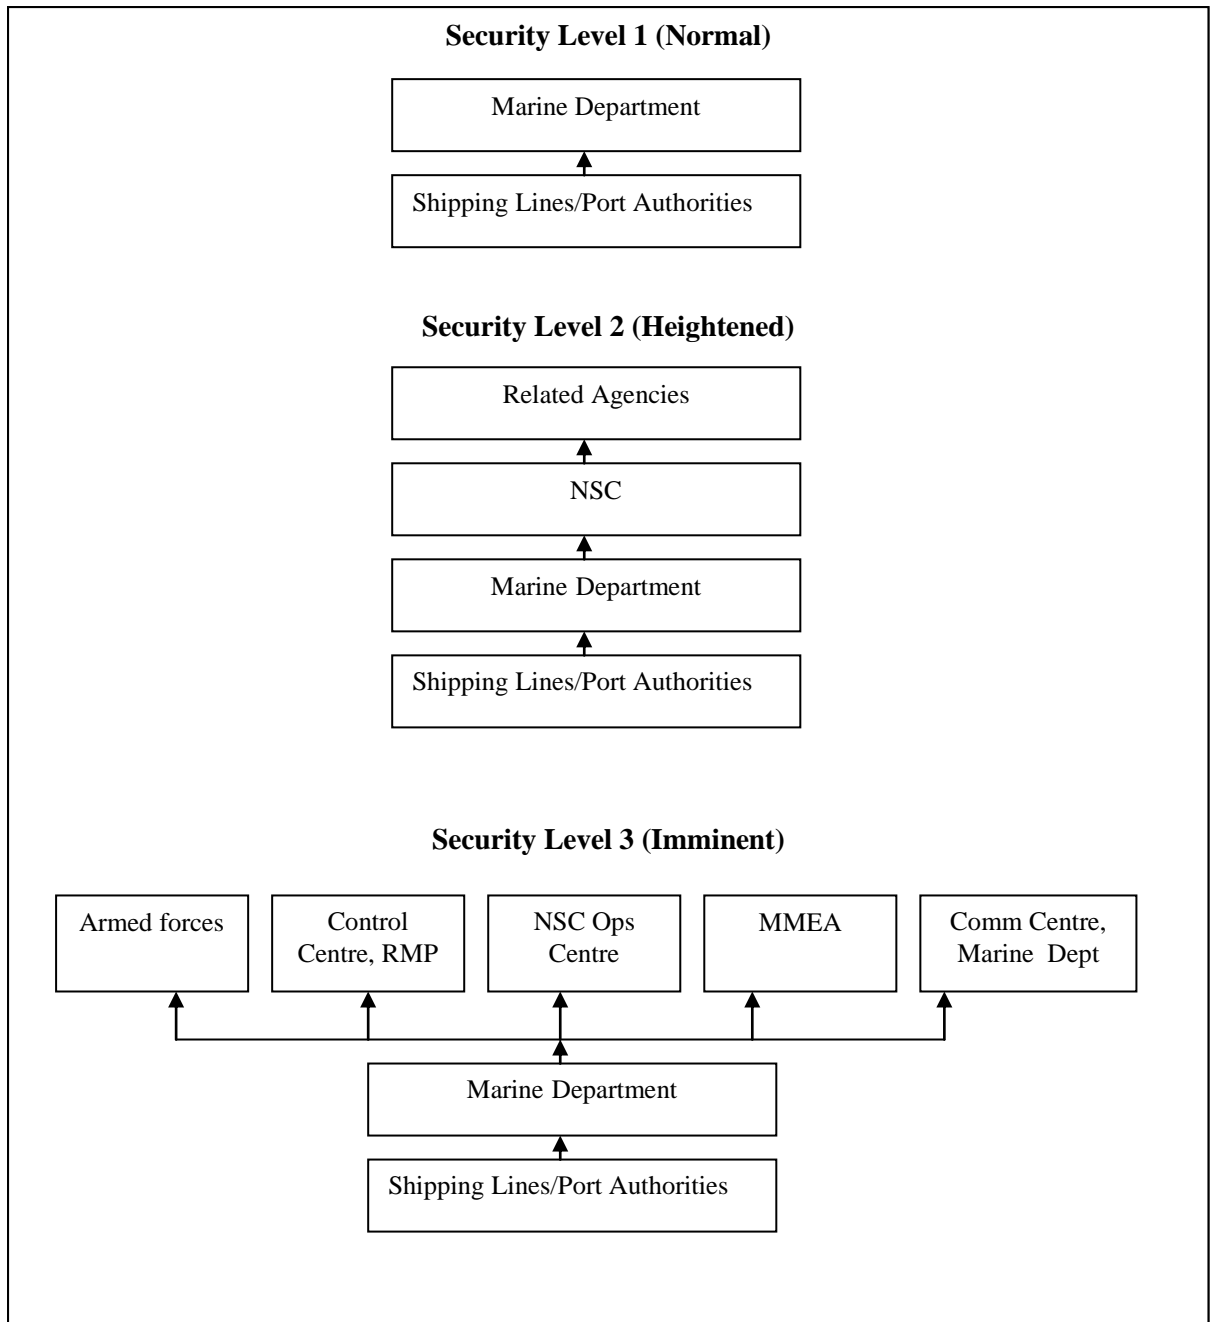 Security Level 1 (Normal)
Marine Department
Shipping Lines/Port Authorities
Security Level 2 (Heightened)
Related Agencies
NSC
Marine Department
Shipping Lines/Port Authorities
Security Level 3 (Imminent)
Armed forces
Control
Centre, RMP
NSC Ops
Centre
MMEA
Comm Centre,
Marine Dept
Marine Department
Shipping Lines/Port Authorities